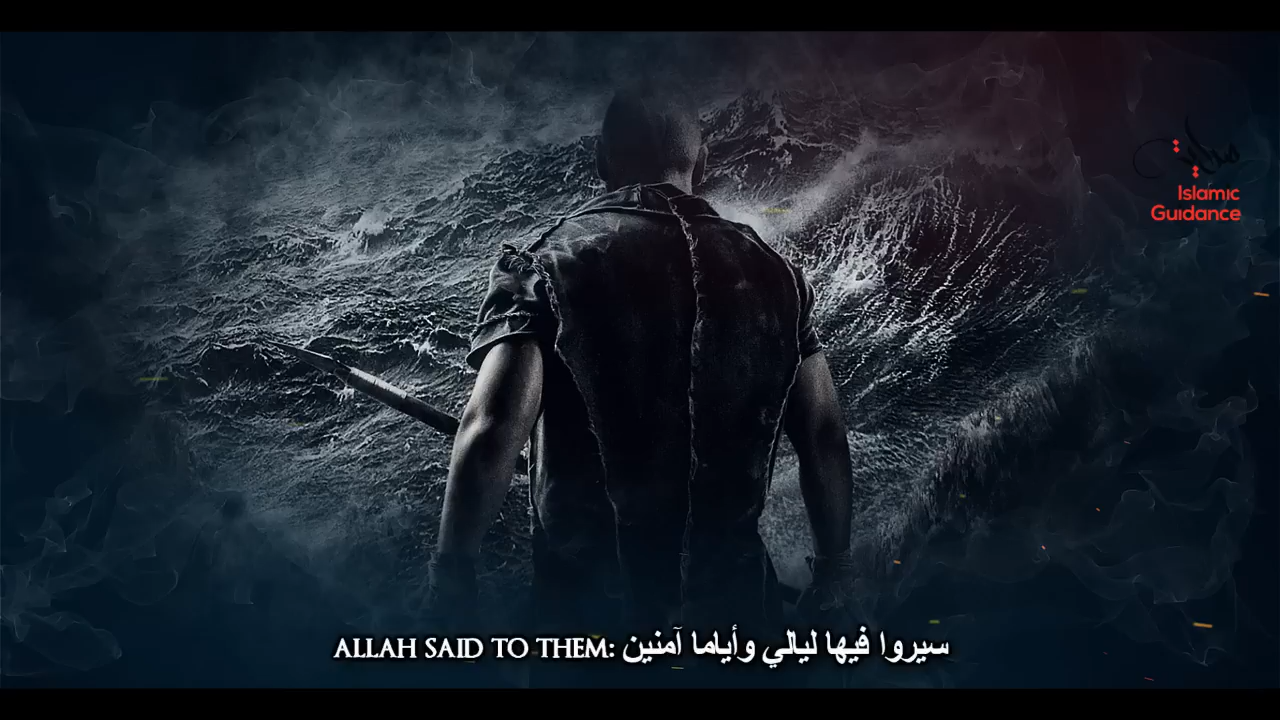 Islamic
Guidance
ALLAH SAID TO THEM: سيروا فيها ليالي وأياما آمنين